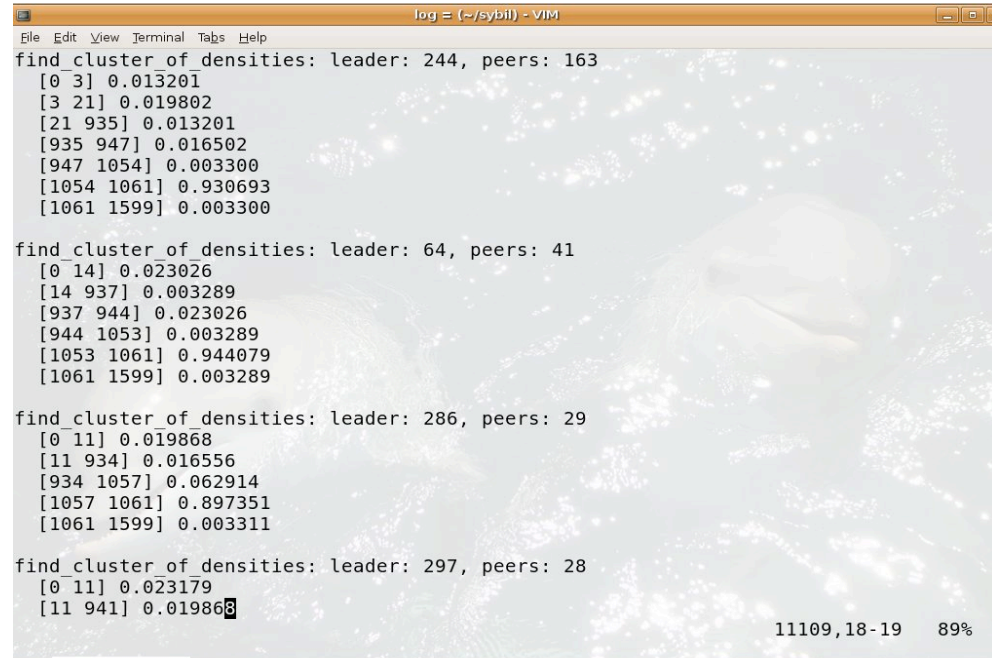 log = (~/sybil) - VIM
File Edit View Terminal Tabs Help
find_cluster_of_densities: leader: 244, peers: 163
[0 3] 0.013201
[3 21] 0.019802
[21 935] 0.013201
[935 947] 0.016502
[947 1054] 0.003300
[1054 1061] 0.930693
[1061 1599] 0.003300
find_cluster_of_densities: leader: 64, peers: 41
[0 14] 0.023026
[14 937] 0.003289
[937 944] 0.023026
[944 1053] 0.003289
[1053 1061] 0.944079
[1061 1599] 0.003289
find_cluster_of_densities: leader: 286, peers: 29
[0 11] 0.019868
[11 934] 0.016556
[934 1057] 0.062914
[1057 1061] 0.897351
[1061 1599] 0.003311
find_cluster_of_densities: leader: 297, peers: 28
[0 11] 0.023179
[11 941] 0.019868
11109,18-19 89%